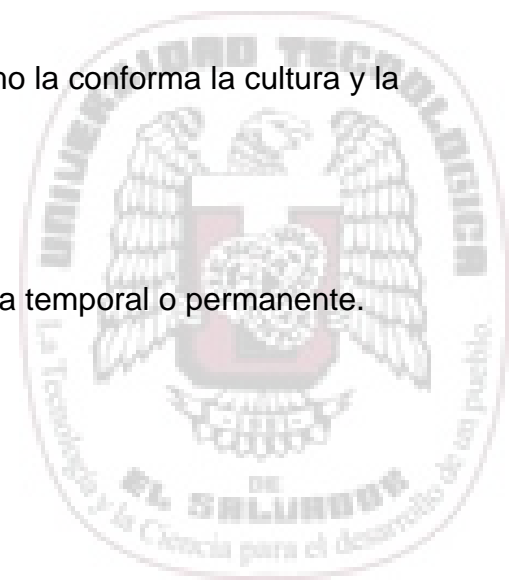 no la conforma la cultura y la
a temporal o permanente.
UNIVERSIDAD TECNOLOGICA
La Tecnología y la Ciencia para el desarrollo de un pueblo.
DE
EL SALVADOR